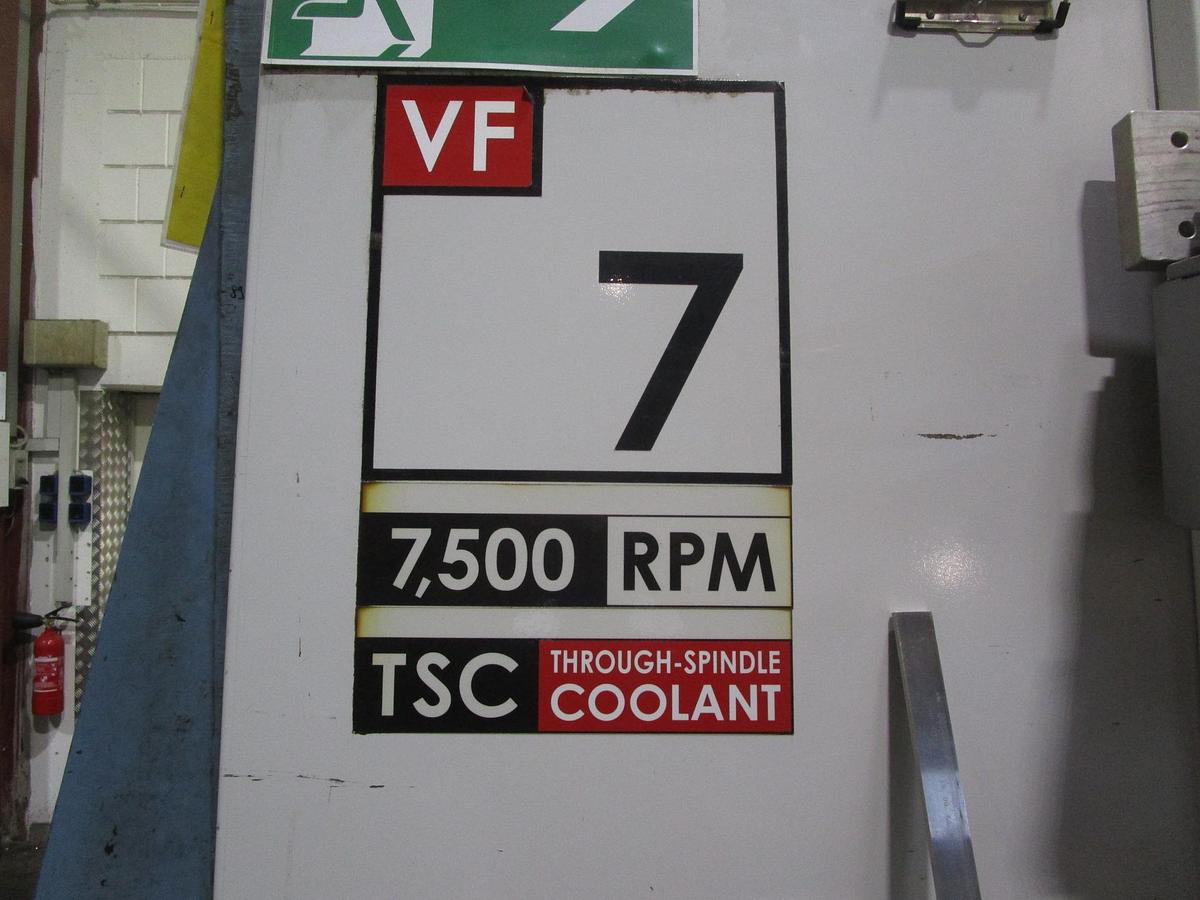 VF
7
7,500 RPM
TSC THROUGH-SPINDLE
COOLANT